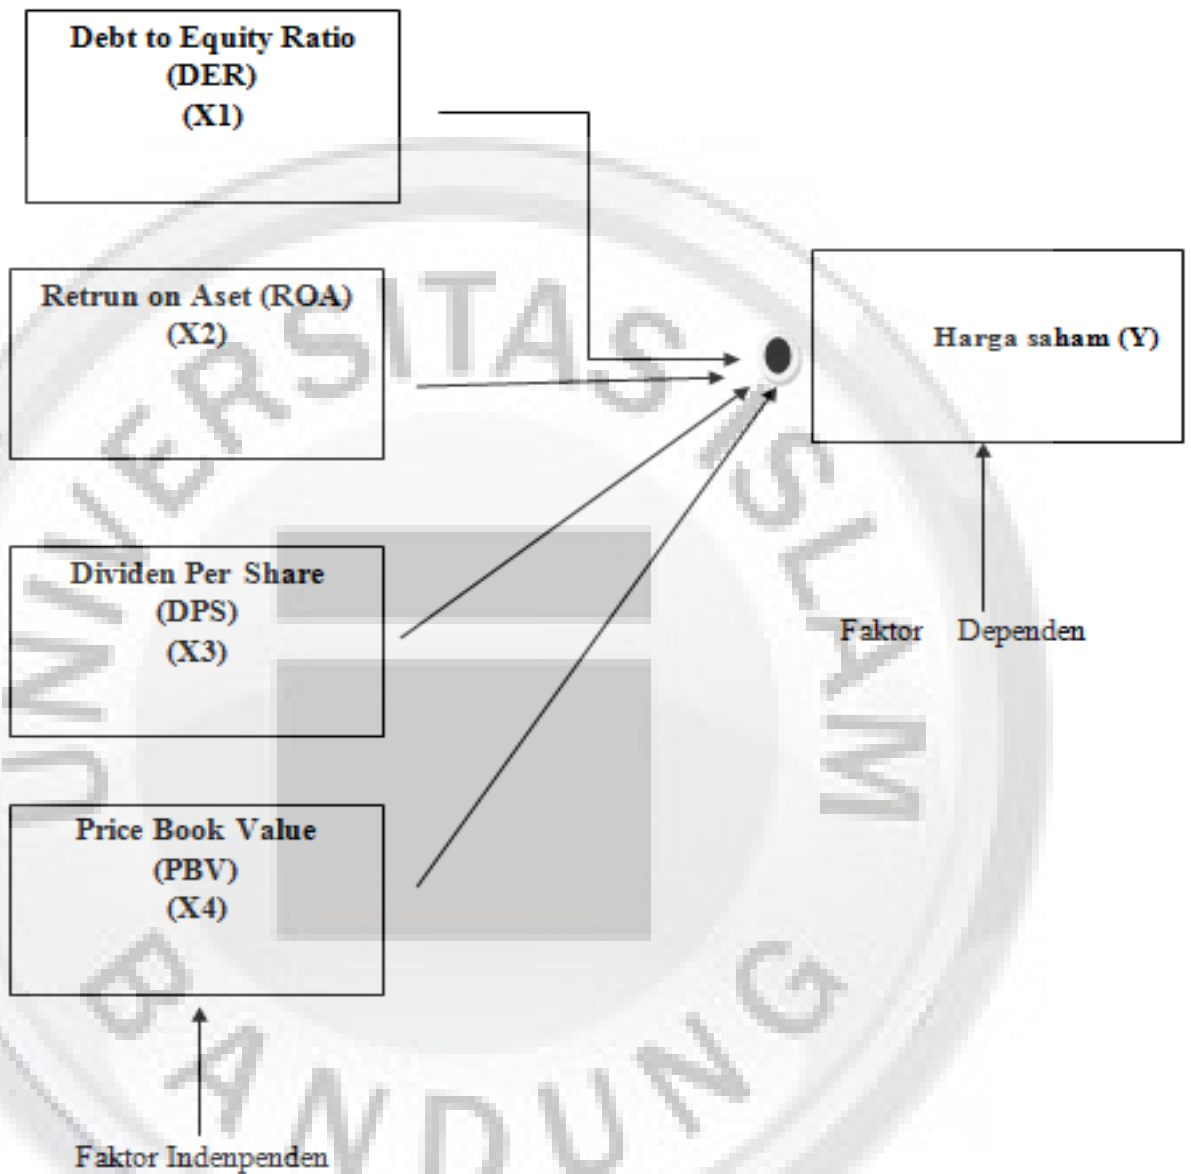 Debt to Equity Ratio
(DER)
(X1)
Retrun on Aset (ROA)
(X2)
Harga saham (Y)
Dividen Per Share
(DPS)
(X3)
Faktor Dependen
Price Book Value
(PBV)
(X4)
Faktor Indenpenden
UNIVERSITAS ISLAM
BANDUNG